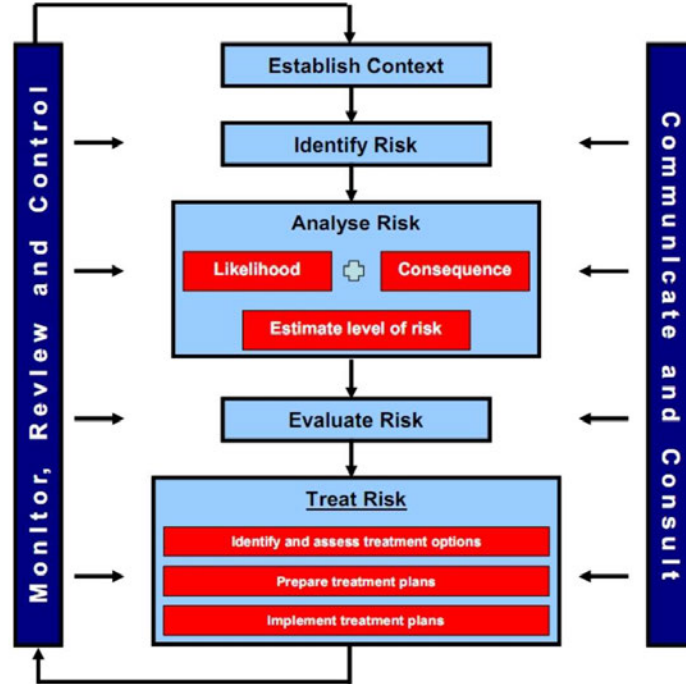 Establish Context
Identify Risk
Analyse Risk
Likelihood
Consequence
Estimate level of risk
Evaluate Risk
Treat Risk
Identify and assess treatment options
Prepare treatment plans
Implement treatment plans
Monitor, Review and Control
Communicate and Consult